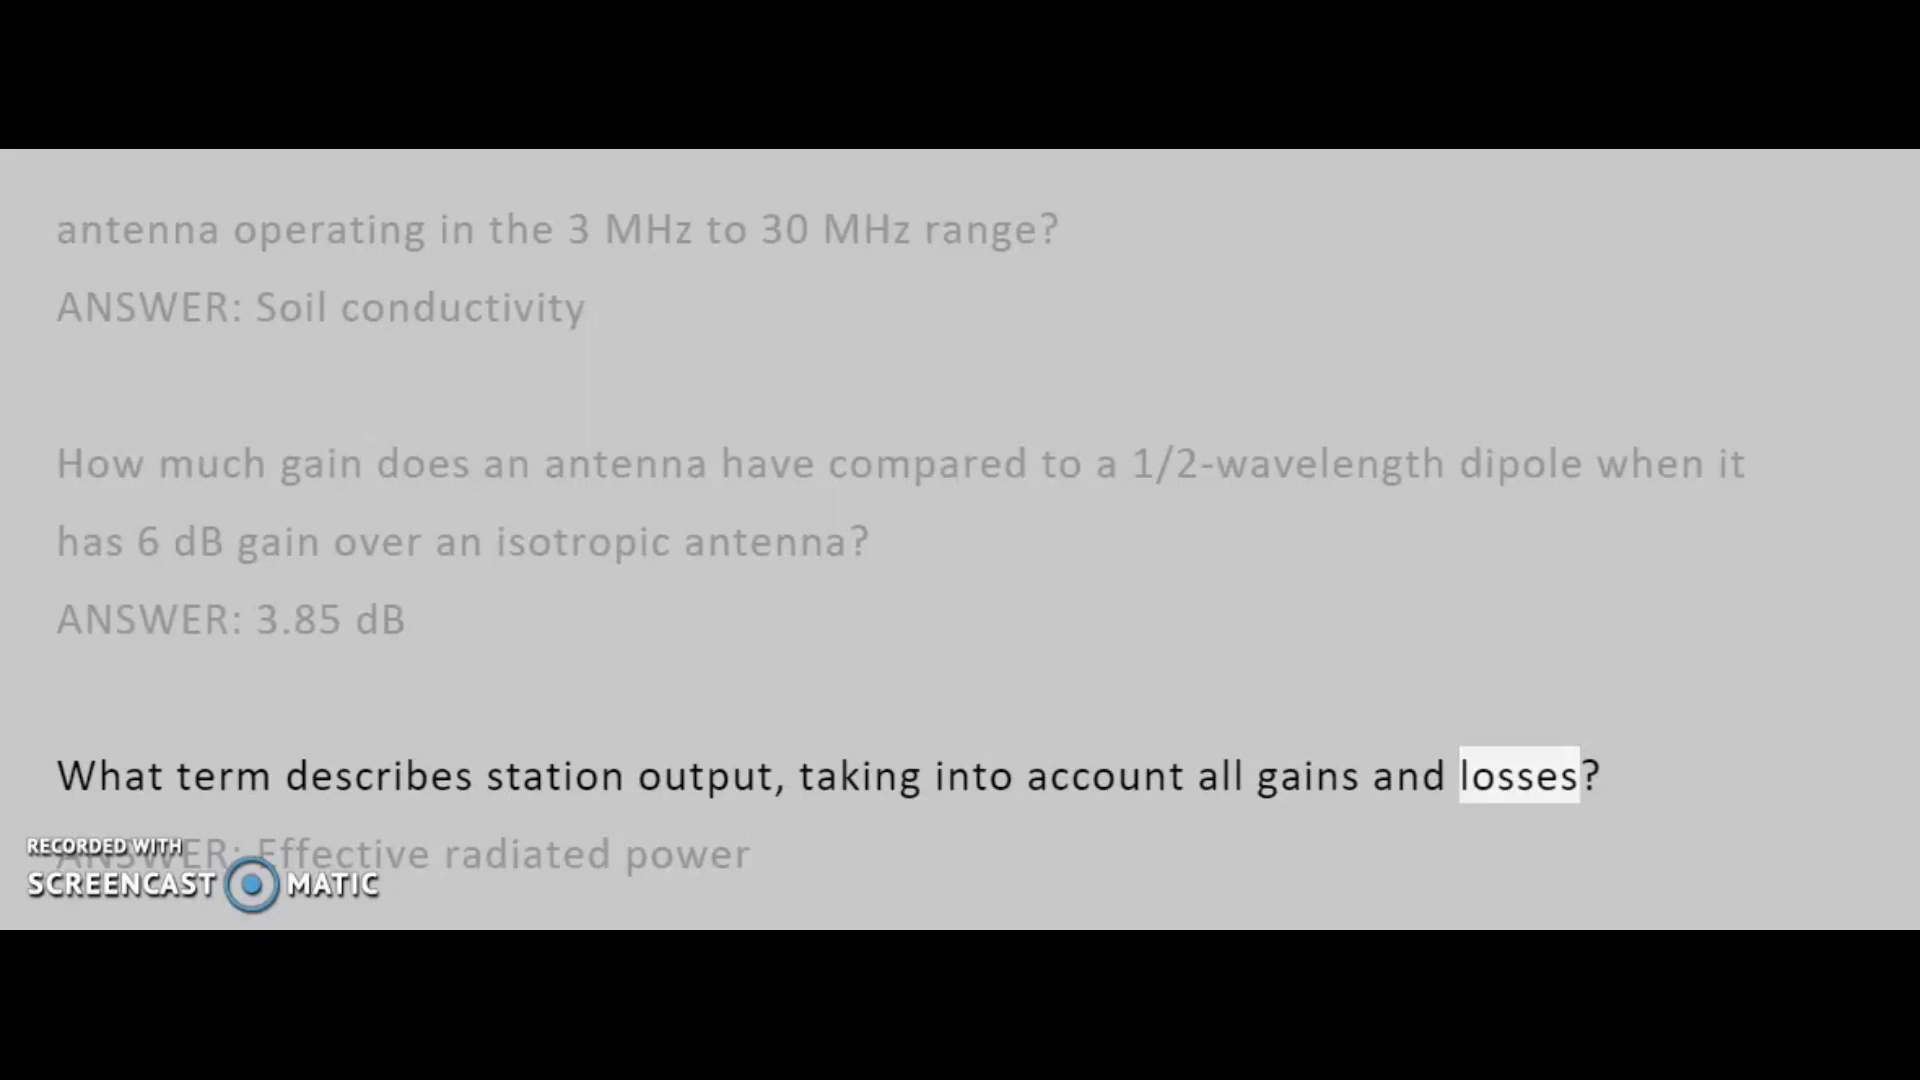 antenna operating in the 3 MHz to 30 MHz range?
ANSWER: Soil conductivity
How much gain does an antenna have compared to a 1/2-wavelength dipole when it
has 6 dB gain over an isotropic antenna?
ANSWER: 3.85 dB
What term describes station output, taking into account all gains and losses?
ANSWER: Effective radiated power
RECORDED WITH
SCREENCAST MATIC